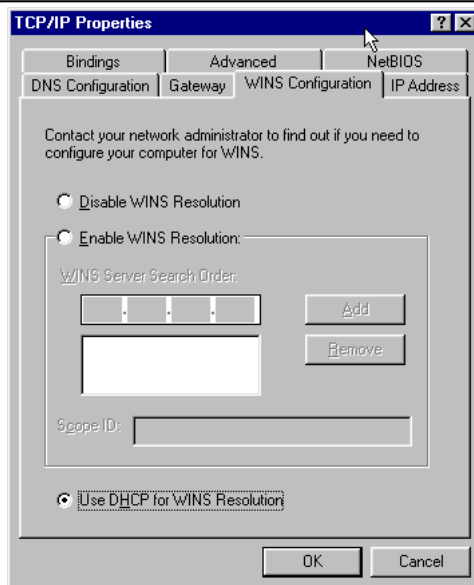 TCP/IP Properties
Bindings Advanced NetBIOS
DNS Configuration Gateway WINS Configuration IP Address
Contact your network administrator to find out if you need to
configure your computer for WINS.
Disable WINS Resolution
Enable WINS Resolution:
WINS Server Search Order:
. . .
Add
Remove
Scope ID:
Use DHCP for WINS Resolution
OK Cancel